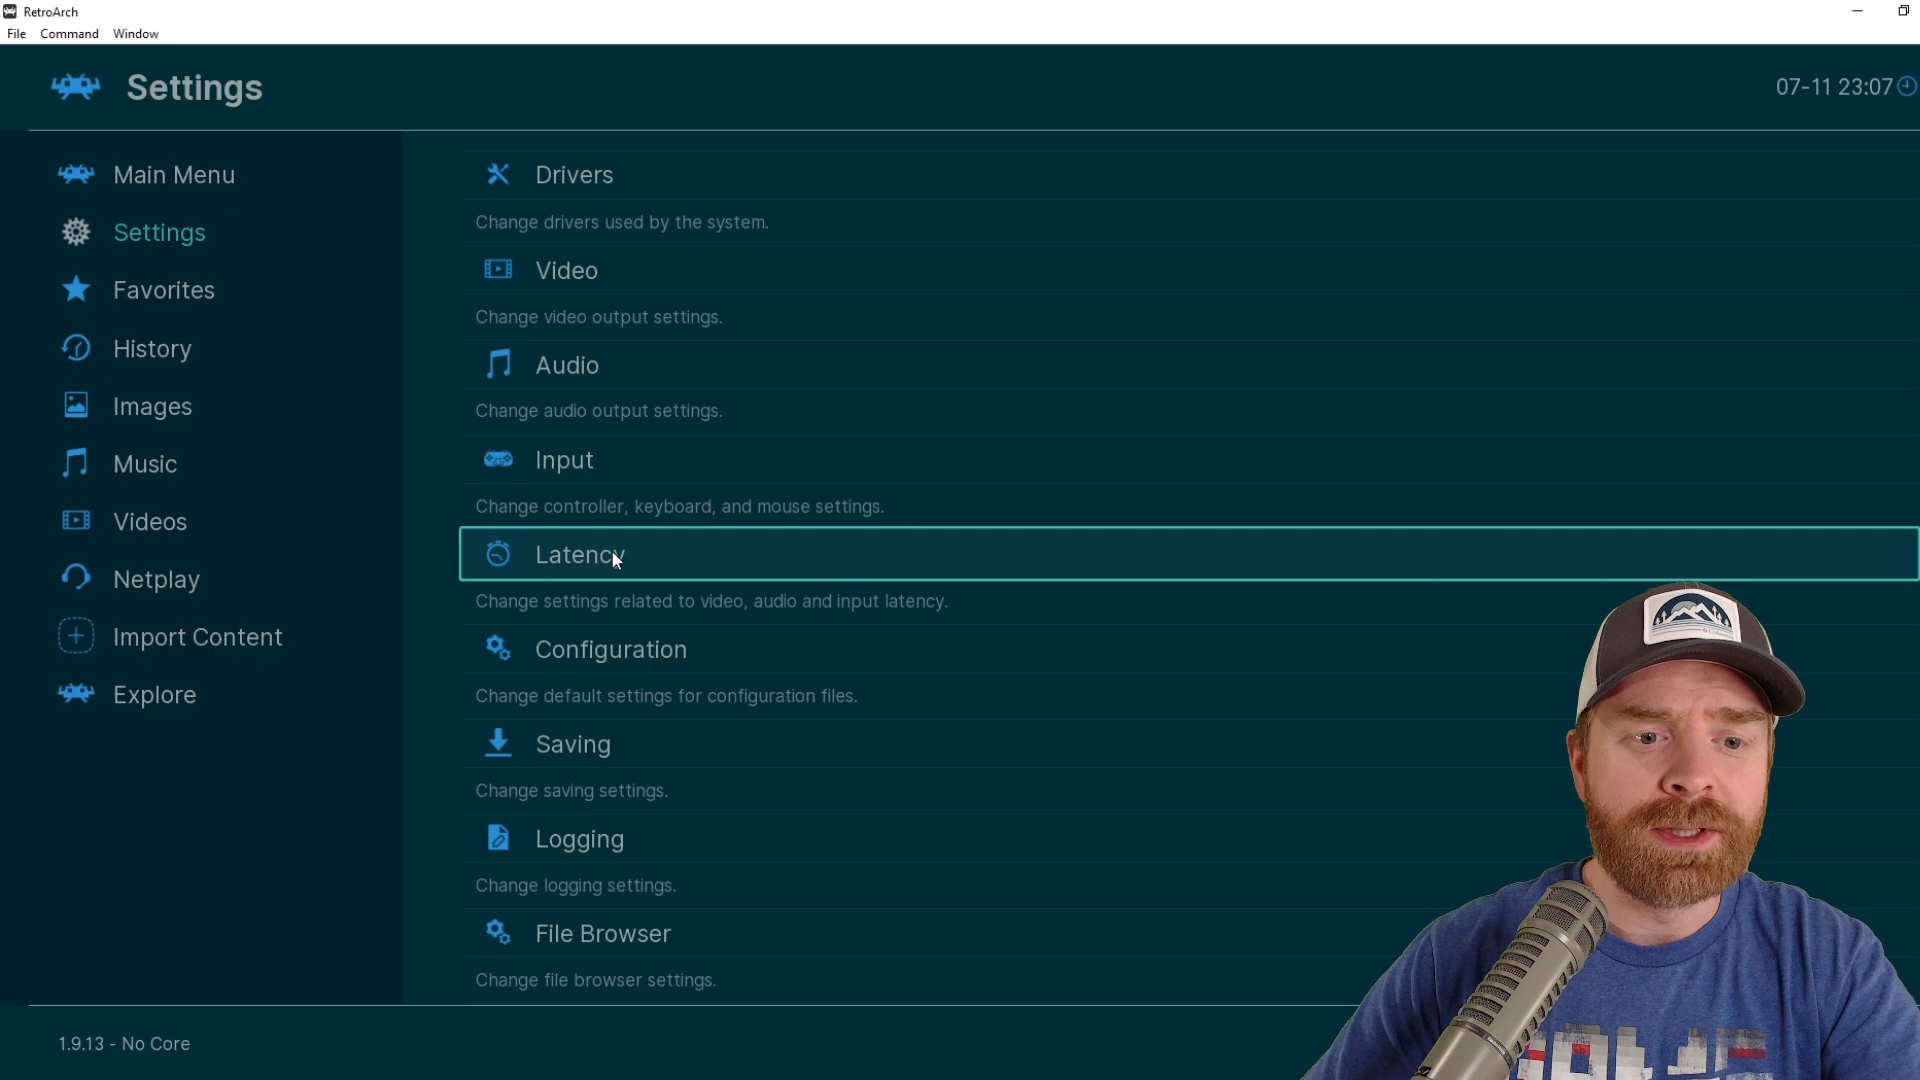 RetroArch
File Command Window
Settings
07-11 23:07
Main Menu
Settings
Favorites
History
Images
Music
Videos
Netplay
Import Content
Explore
Drivers
Change drivers used by the system.
Video
Change video output settings.
Audio
Change audio output settings.
Input
Change controller, keyboard, and mouse settings.
Latency
Change settings related to video, audio and input latency.
Configuration
Change default settings for configuration files.
Saving
Change saving settings.
Logging
Change logging settings.
File Browser
Change file browser settings.
1.9.13 - No Core